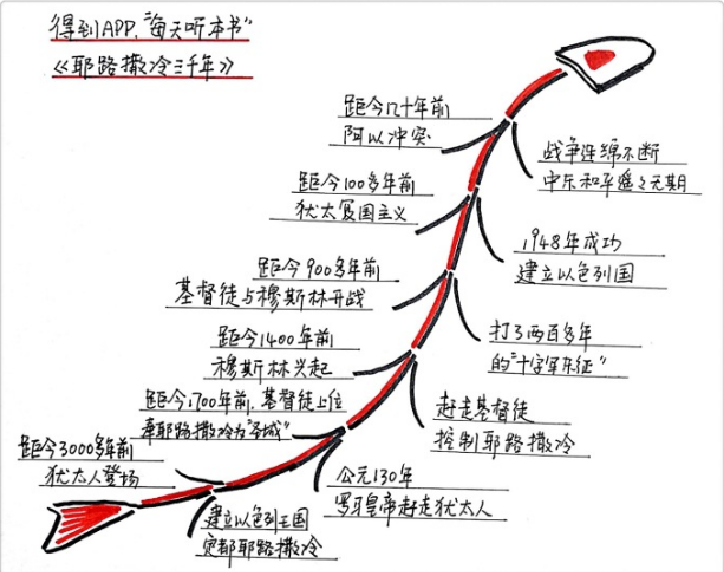 得到APP,"每天听本书"
《耶路撒冷三千年》
距今几十年前
阿以冲突
战争连绵不断
中东和平遥遥无期
距今100多年前
犹太复国主义
1948年成功
建立以色列国
距今900多年前
基督徒与穆斯林开战
打了两百多年
的"十字军东征"
距今1400年前
穆斯林兴起
赶走基督徒
控制耶路撒冷
距今1700年前,基督徒上位
奉耶路撒冷为"圣城"
公元130年
罗马皇帝赶走犹太人
距今3000多年前
犹太人登场
建立以色列王国
定都耶路撒冷